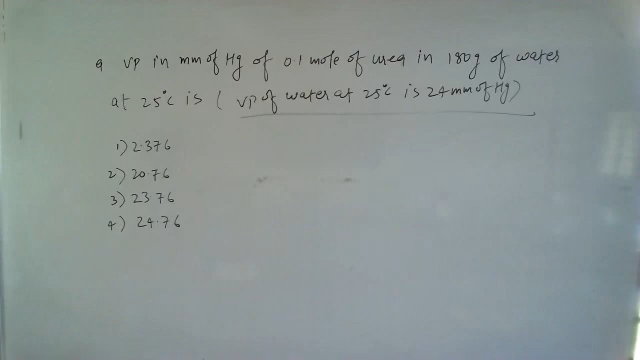 Q VP in mm of Hg of 0.1 mole of urea in 180g of water
at 25°C is ( VP of water at 25°C is 24 mm of Hg)
1) 2.376
2) 20.76
3) 23.76
4) 24.76